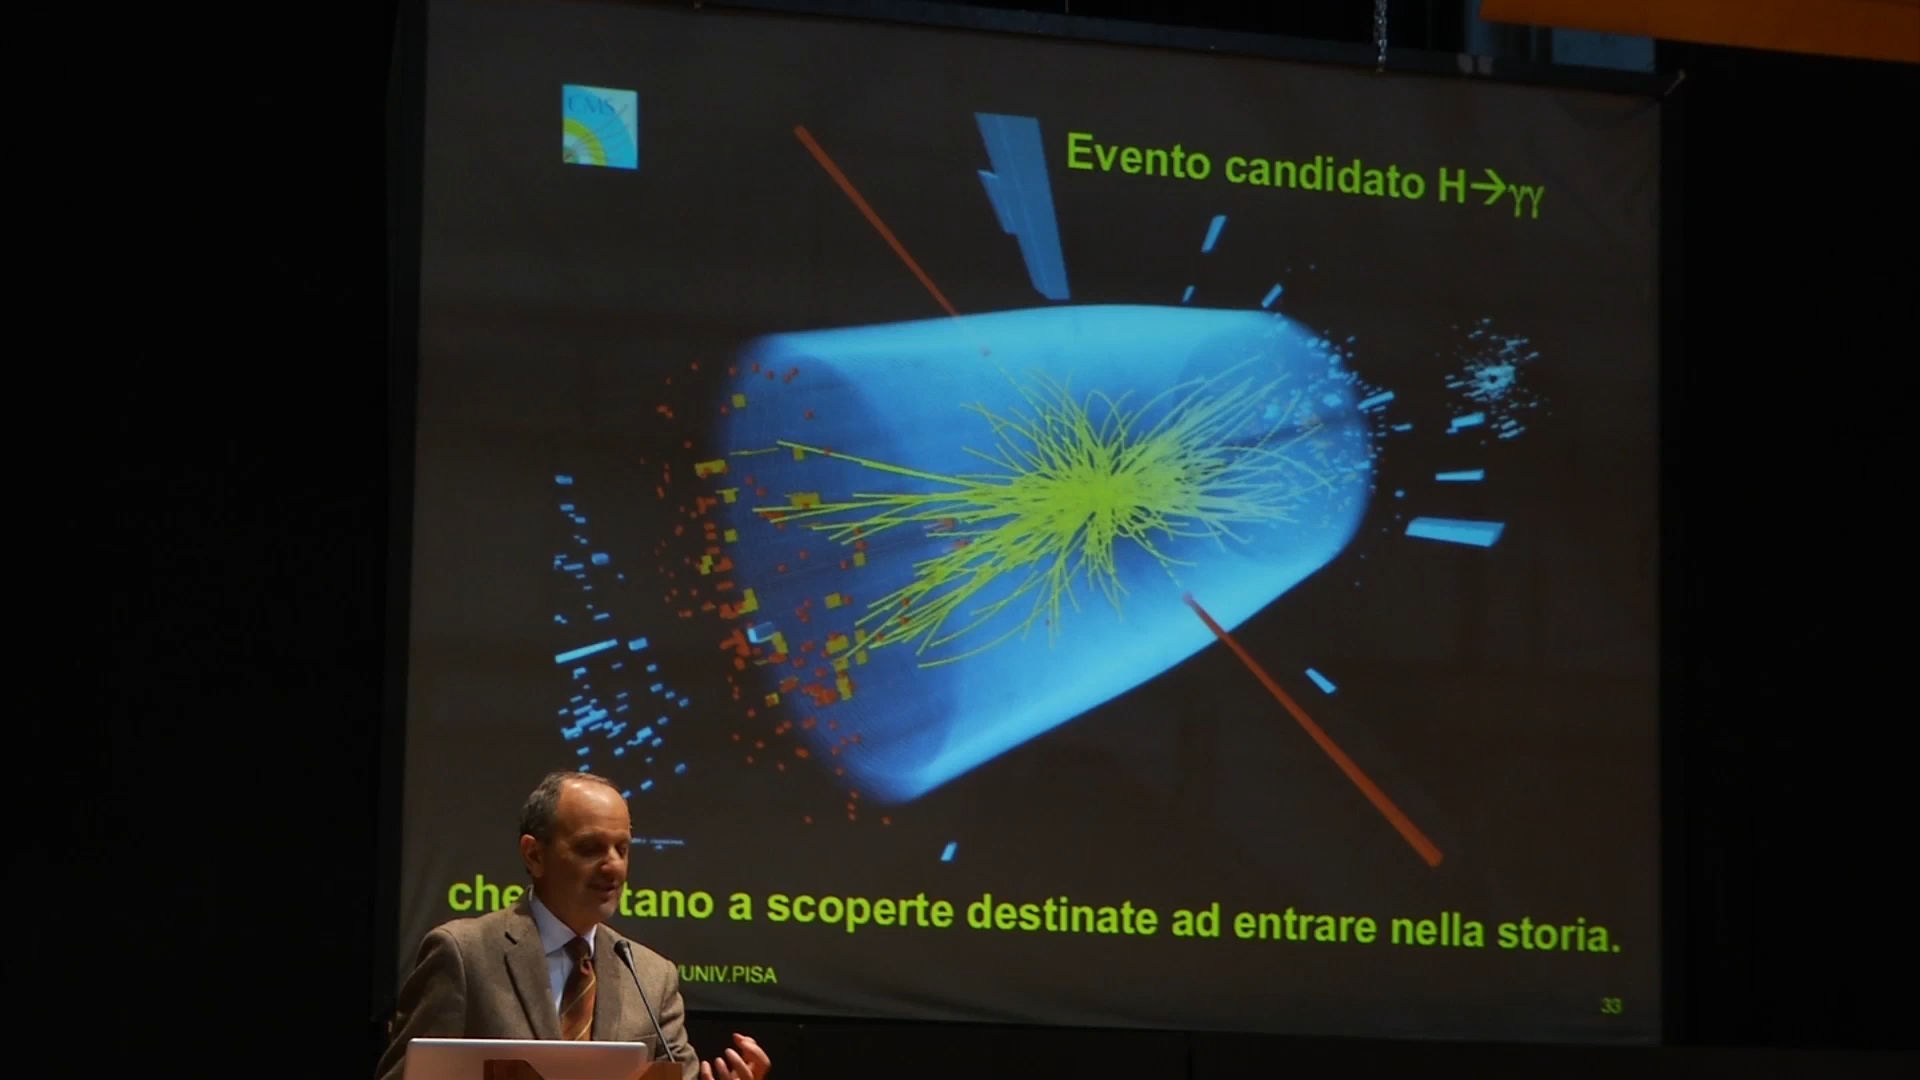 CMS
Evento candidato H→γγ
che tano a scoperte destinate ad entrare nella storia.
/UNIV.PISA
33